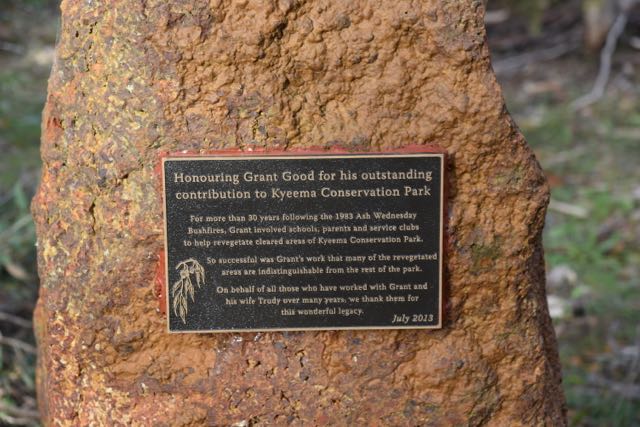 Honouring Grant Good for his outstanding
contribution to Kyeema Conservation Park
For more than 30 years following the 1983 Ash Wednesday
Bushfires, Grant involved schools, parents and service clubs
to help revegetate cleared areas of Kyeema Conservation Park.
So successful was Grant's work that many of the revegetated
areas are indistinguishable from the rest of the park.
On behalf of all those who have worked with Grant and
his wife Trudy over many years, we thank them for
this wonderful legacy.
July 2013